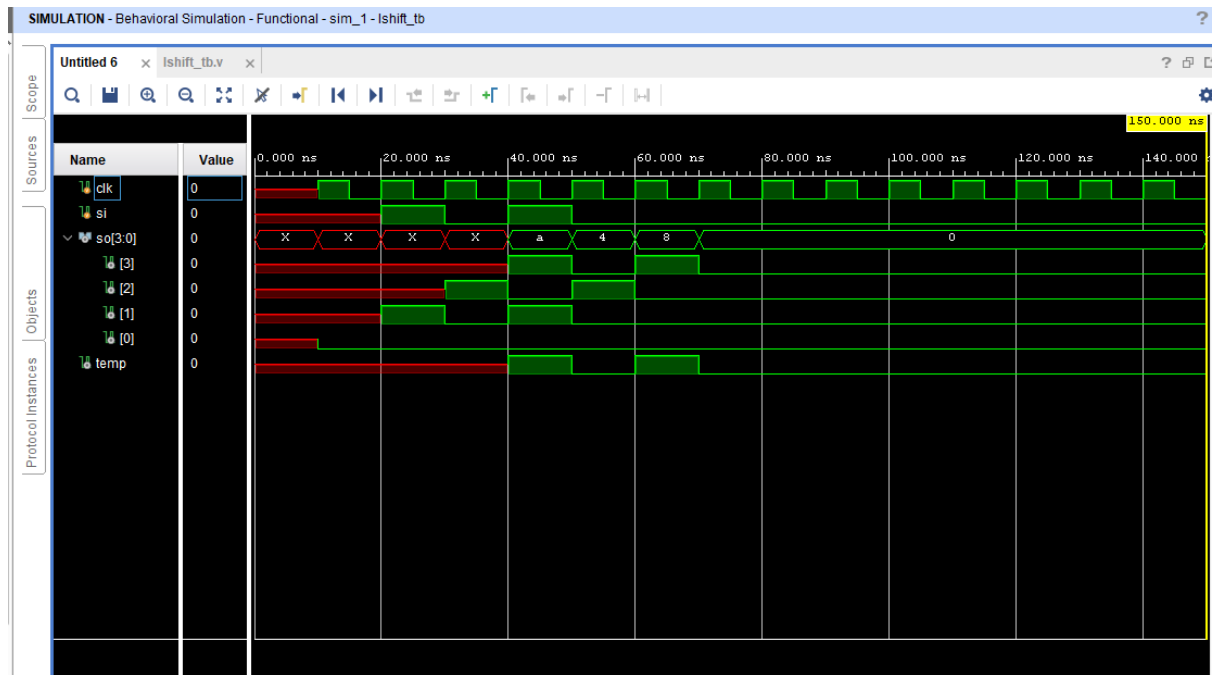 SIMULATION - Behavioral Simulation - Functional - sim_1 - lshift_tb ?
Untitled 6 × lshift_tb.v × ?
Scope
Sources
Objects
Protocol Instances
150.000 ns
Name Value 0.000 ns 20.000 ns 40.000 ns 60.000 ns 80.000 ns 100.000 ns 120.000 ns 140.000
clk 0
si 0
so[3:0] 0 X X X X a 4 8 0
[3] 0
[2] 0
[1] 0
[0] 0
temp 0